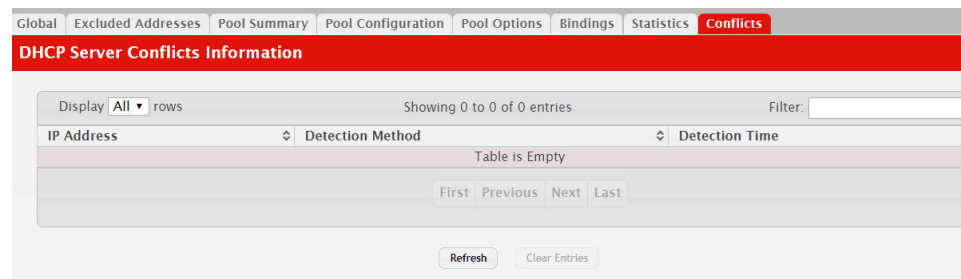 Global Excluded Addresses Pool Summary Pool Configuration Pool Options Bindings Statistics Conflicts
DHCP Server Conflicts Information
Display All ▾ rows Showing 0 to 0 of 0 entries Filter:
IP Address Detection Method Detection Time
Table is Empty
First Previous Next Last
Refresh Clear Entries